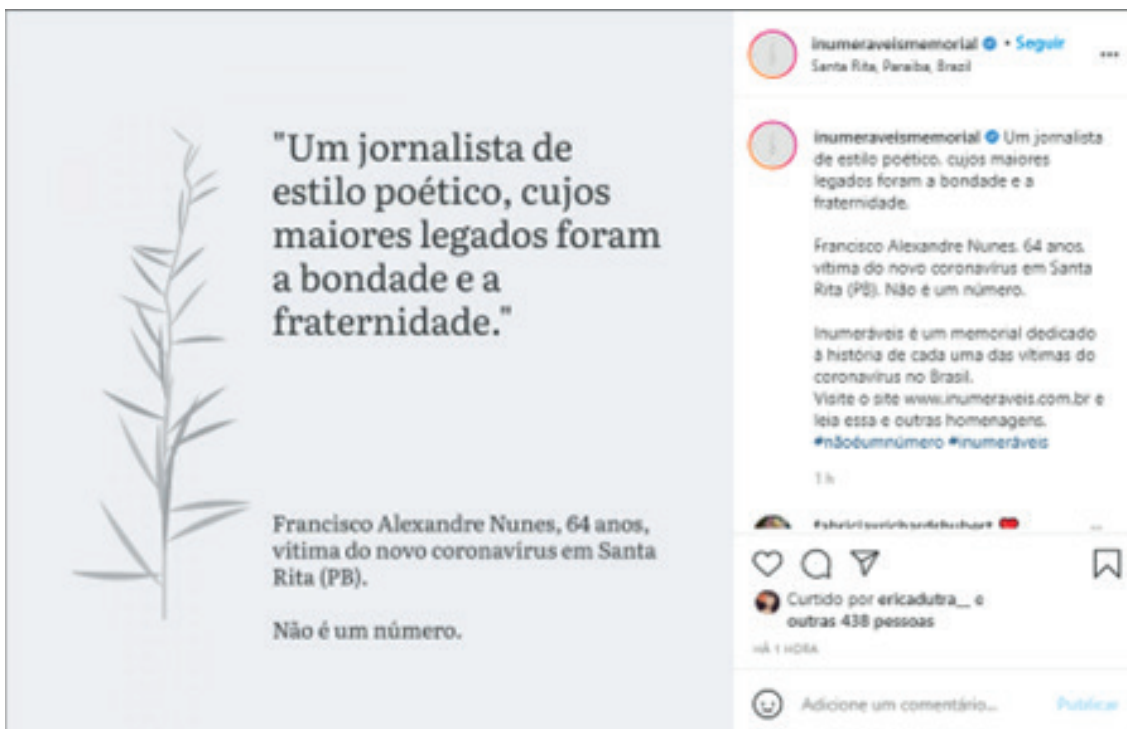 "Um jornalista de
estilo poético, cujos
maiores legados foram
a bondade e a
fraternidade."
Francisco Alexandre Nunes, 64 anos,
vítima do novo coronavírus em Santa
Rita (PB).
Não é um número.
inumeraveismemorial • Seguir
Santa Rita, Paraíba, Brazil
inumeraveismemorial Um jornalista
de estilo poético, cujos maiores
legados foram a bondade e a
fraternidade.
Francisco Alexandre Nunes, 64 anos,
vítima do novo coronavírus em Santa
Rita (PB). Não é um número.
Inumeráveis é um memorial dedicado
à história de cada uma das vítimas do
coronavírus no Brasil.
Visite o site www.inumeraveis.com.br e
leia essa e outras homenagens.
#nãoéumnúmero #inumeráveis
1 h
Curtido por ericadutra__ e
outras 438 pessoas
HÁ 1 HORA
Adicione um comentário...
Publicar